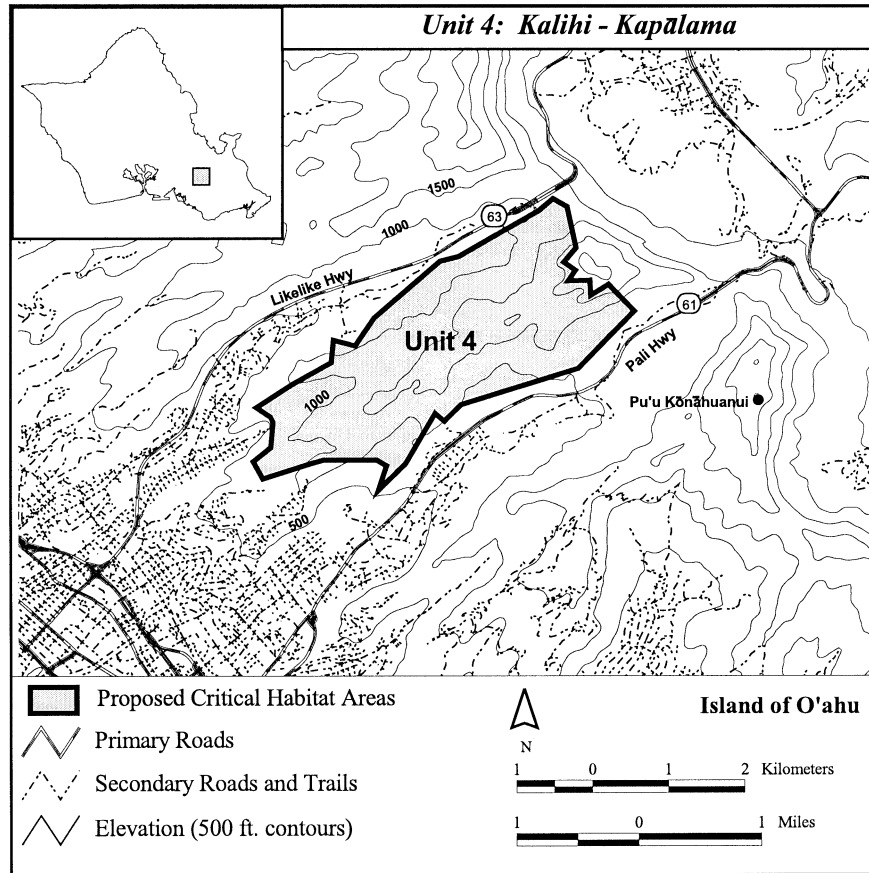 Unit 4: Kalihi - Kapālama
1500
63
1000
Likelike Hwy
61
Unit 4
Pali Hwy
1000
Pu'u Kōnāhuanui
500
Proposed Critical Habitat Areas
Primary Roads
Secondary Roads and Trails
Elevation (500 ft. contours)
N
Island of O'ahu
1 0 1 2 Kilometers
1 0 1 Miles